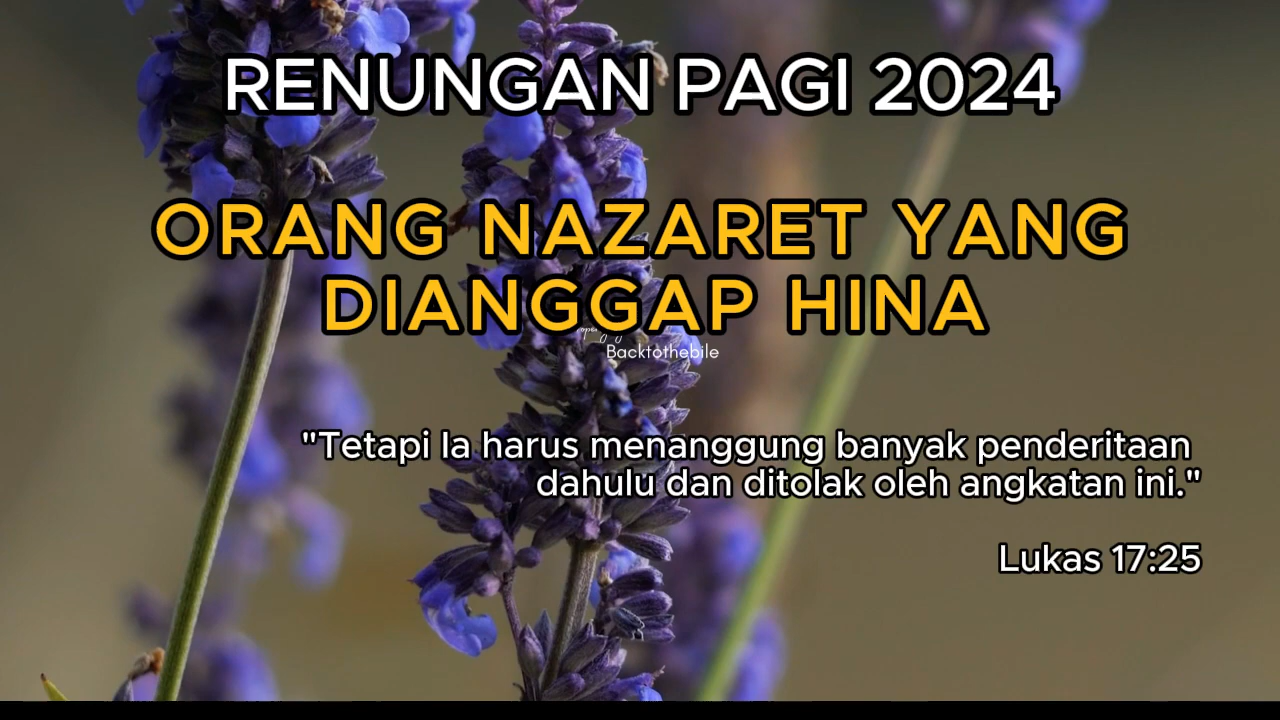 RENUNGAN PAGI 2024
ORANG NAZARET YANG
DIANGGAP HINA
Backtothebile
"Tetapi Ia harus menanggung banyak penderitaan
dahulu dan ditolak oleh angkatan ini."
Lukas 17:25